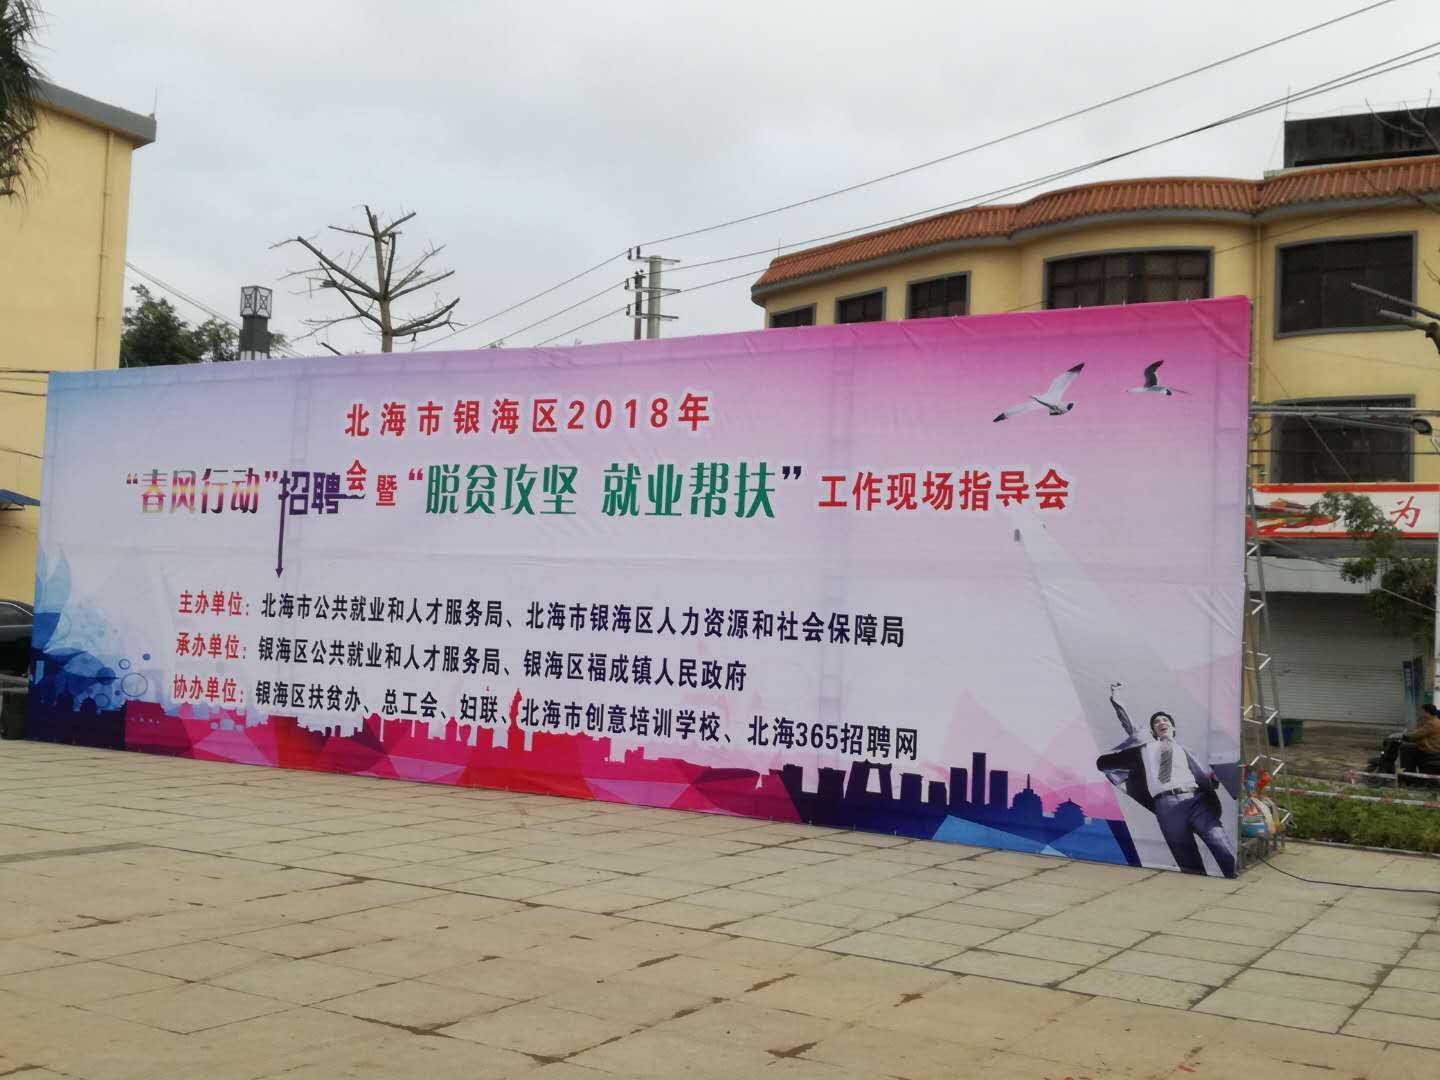 北海市银海区2018年
“春风行动”招聘会暨“脱贫攻坚 就业帮扶”工作现场指导会
主办单位：北海市公共就业和人才服务局、北海市银海区人力资源和社会保障局
承办单位：银海区公共就业和人才服务局、银海区福成镇人民政府
协办单位：银海区扶贫办、总工会、妇联、北海市创意培训学校、北海365招聘网
为